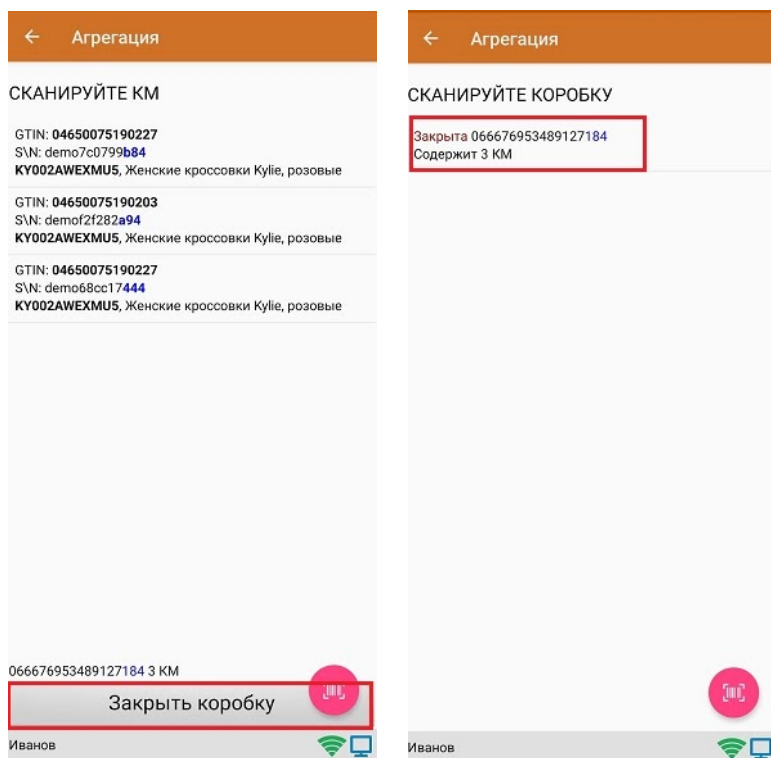 Агрегация
СКАНИРУЙТЕ КМ
GTIN: 04650075190227
S\N: demo7c0799b84
KY002AWEXMU5, Женские кроссовки Kylie, розовые
GTIN: 04650075190203
S\N: demof2f282a94
KY002AWEXMU5, Женские кроссовки Kylie, розовые
GTIN: 04650075190227
S\N: demo68cc17444
KY002AWEXMU5, Женские кроссовки Kylie, розовые
066676953489127184 3 КМ
Закрыть коробку
Иванов
Агрегация
СКАНИРУЙТЕ КОРОБКУ
Закрыта 066676953489127184
Содержит 3 КМ
Иванов